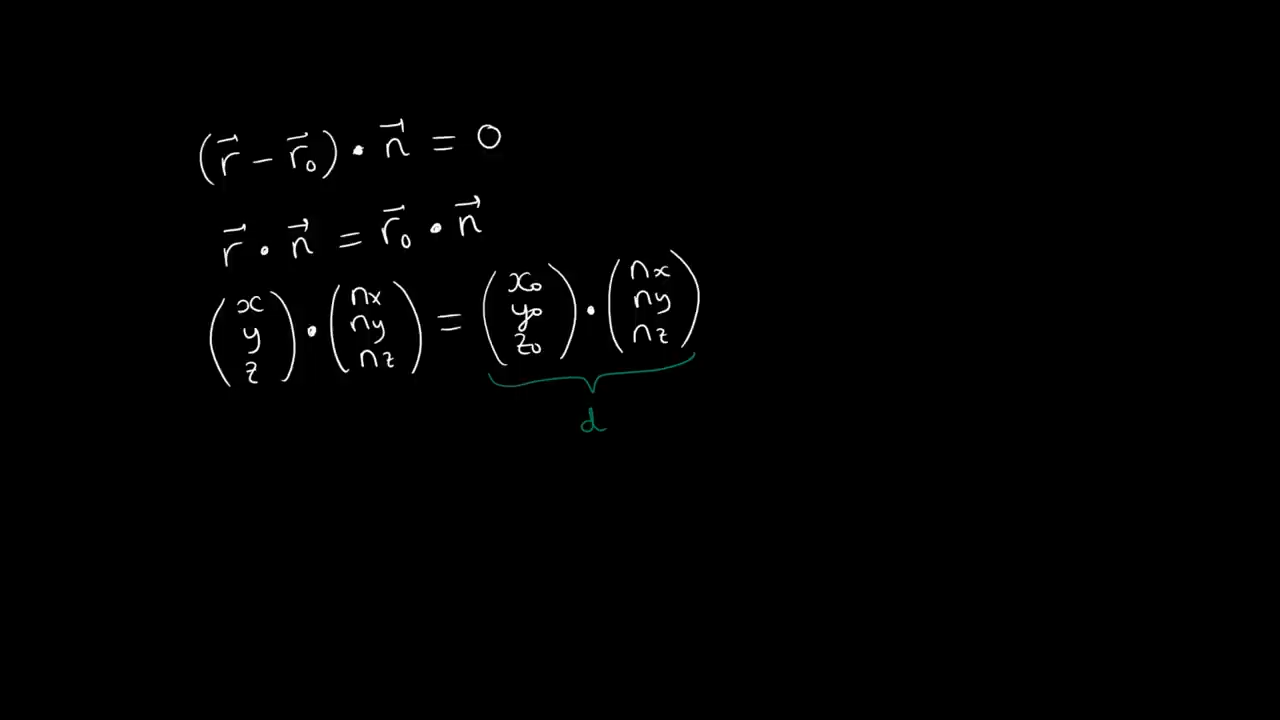 (r⃗ − r⃗₀) • n⃗ = 0
r⃗ • n⃗ = r⃗₀ • n⃗
(x y z) • (nx ny nz) = (x₀ y₀ z₀) • (nx ny nz)
d